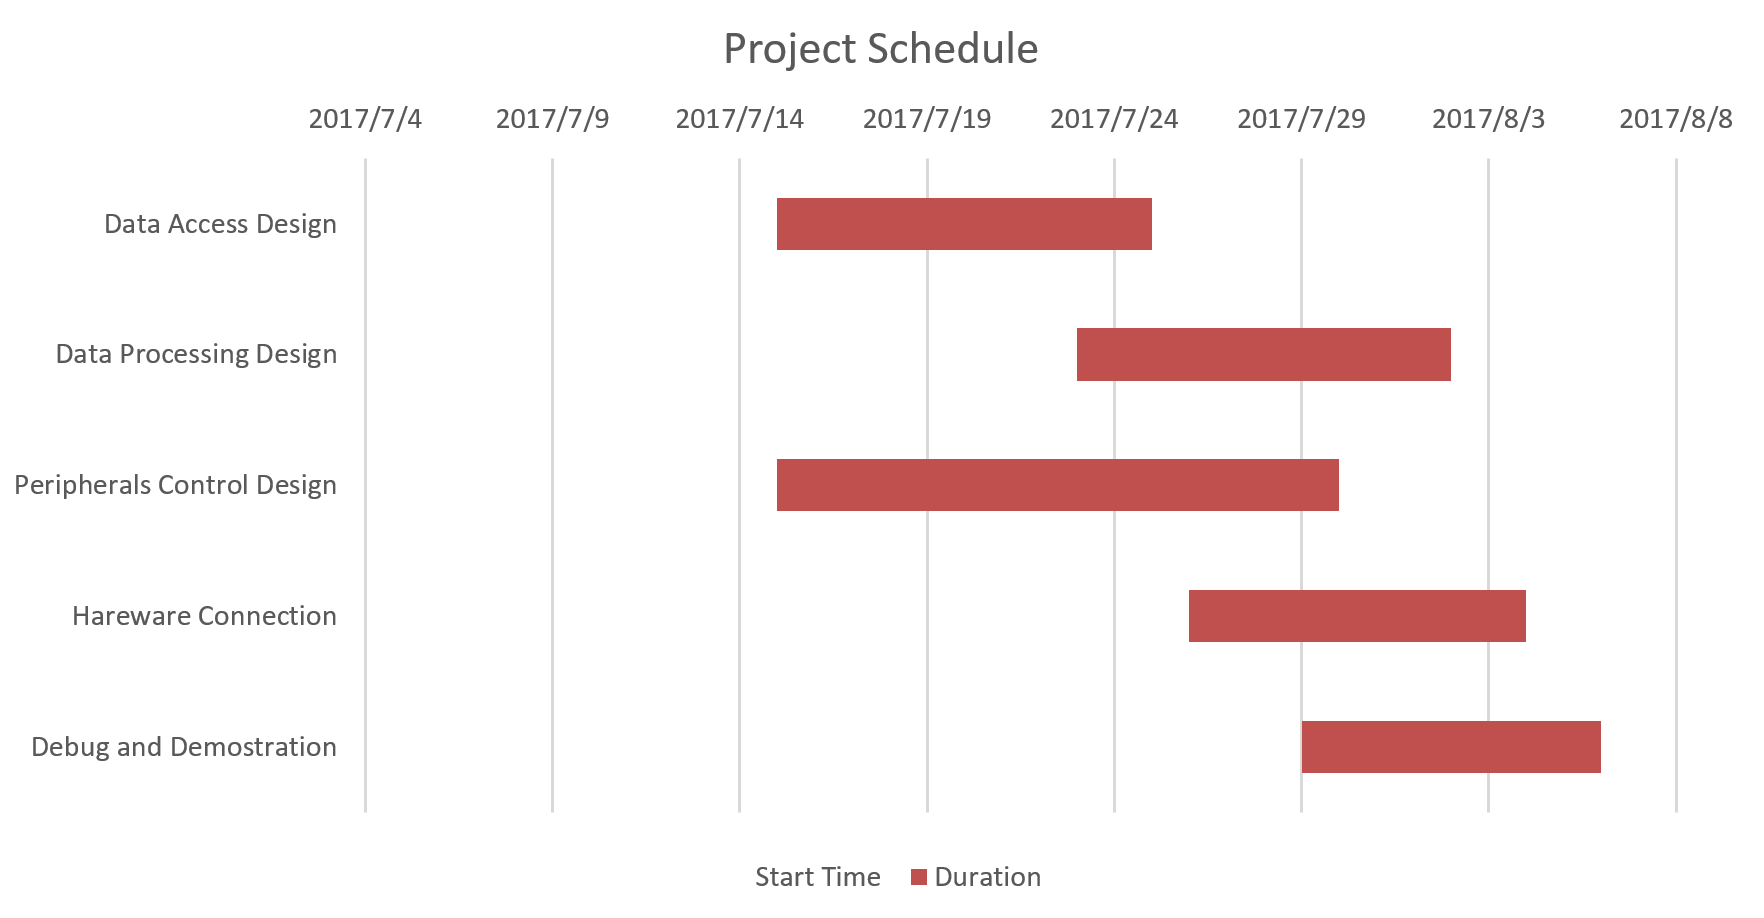 Project Schedule
2017/7/4 2017/7/9 2017/7/14 2017/7/19 2017/7/24 2017/7/29 2017/8/3 2017/8/8
Data Access Design
Data Processing Design
Peripherals Control Design
Hareware Connection
Debug and Demostration
Start Time Duration